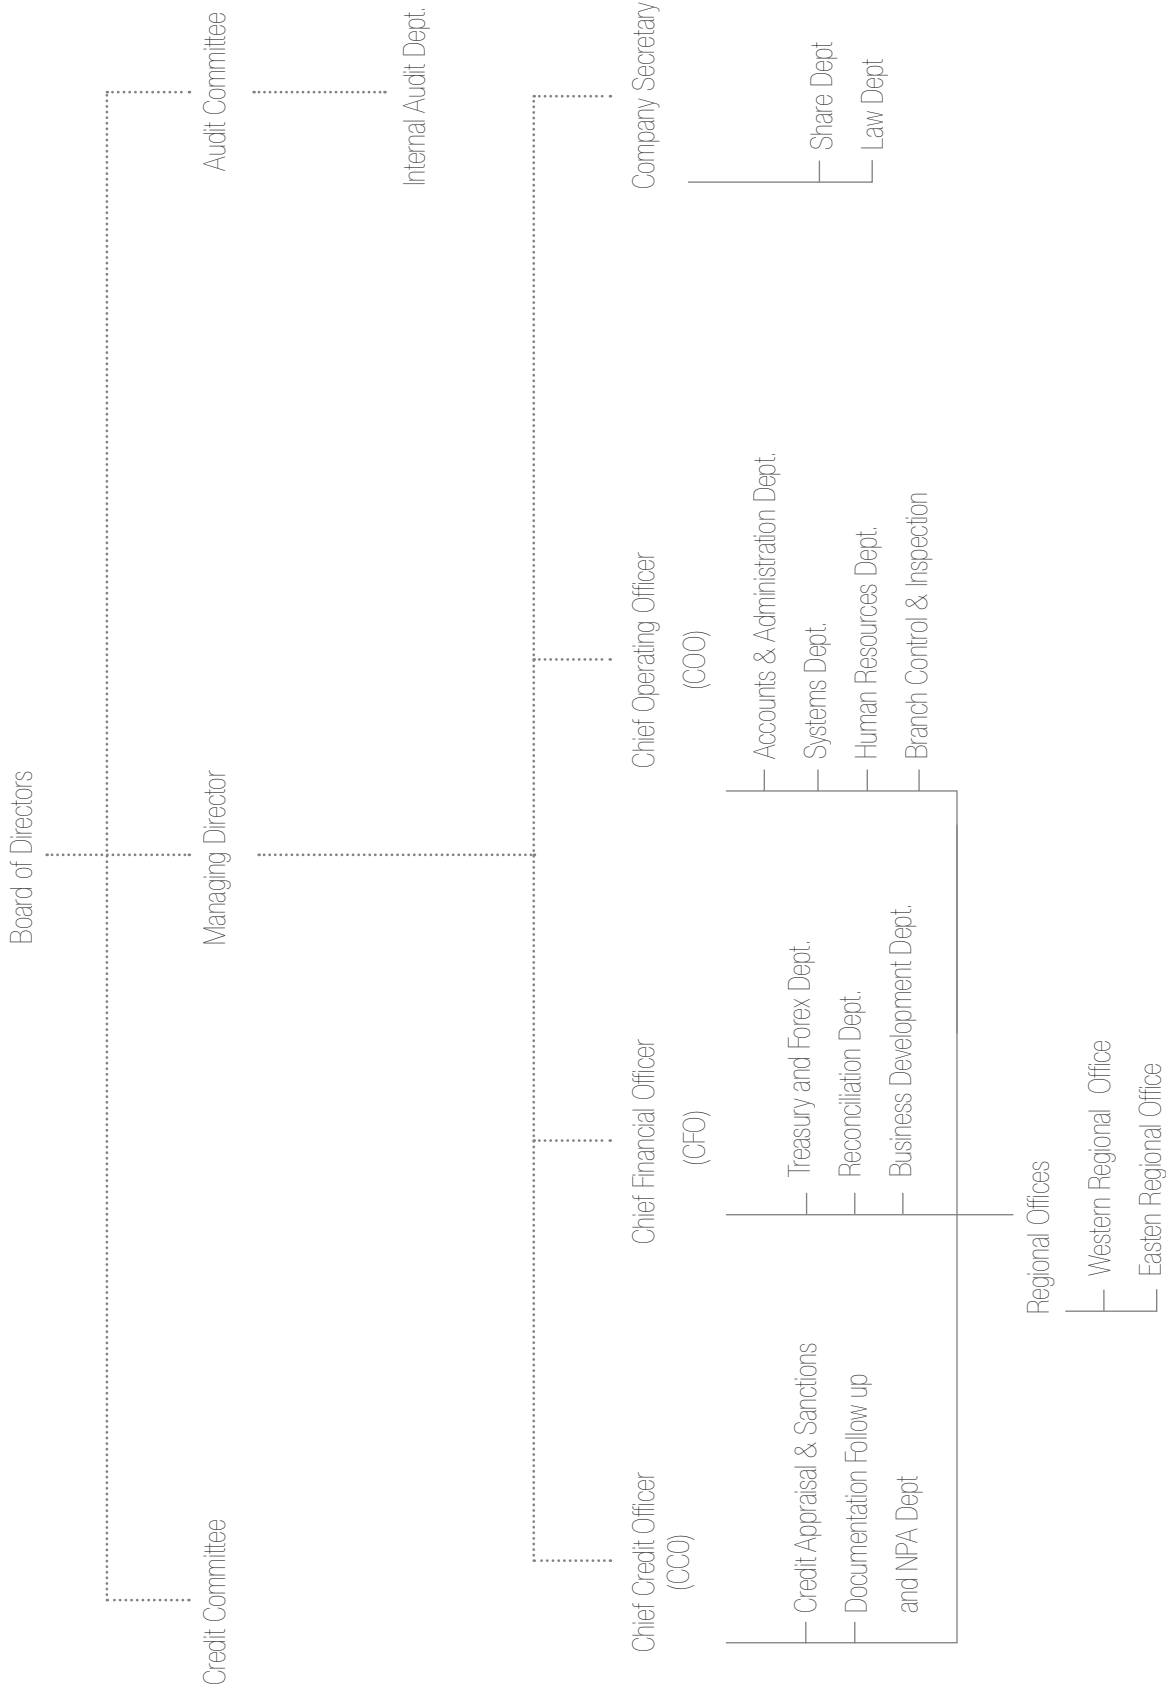 Board of Directors
Credit Committee
Managing Director
Audit Committee
Internal Audit Dept.
Chief Credit Officer
(CCO)
Chief Financial Officer
(CFO)
Chief Operating Officer
(COO)
Company Secretary
Credit Appraisal & Sanctions
Documentation Follow up
and NPA Dept
Treasury and Forex Dept.
Reconciliation Dept.
Business Development Dept.
Accounts & Administration Dept.
Systems Dept.
Human Resources Dept.
Branch Control & Inspection
Share Dept
Law Dept
Regional Offices
Western Regional Office
Easten Regional Office